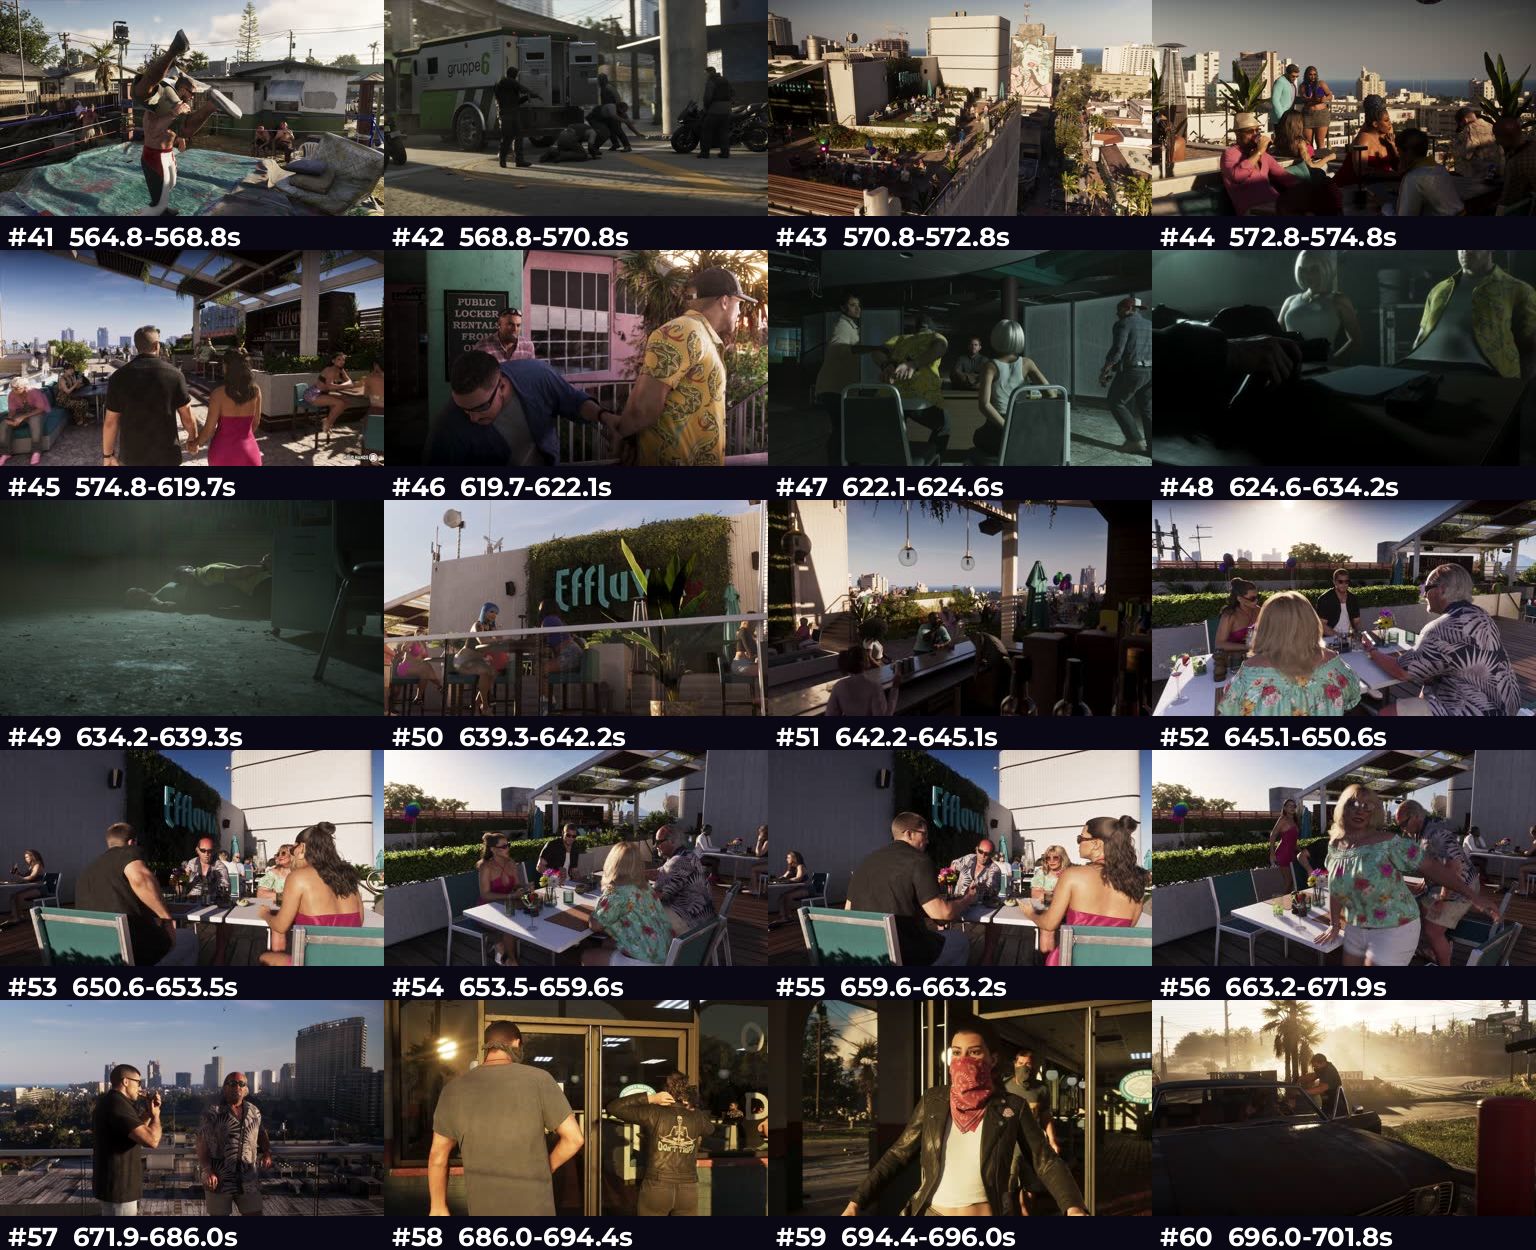 #41 564.8-568.8s
gruppe6
#42 568.8-570.8s
#43 570.8-572.8s
#44 572.8-574.8s
#45 574.8-619.7s
PUBLIC
LOCKER
RENTALS
FROM
#46 619.7-622.1s
#47 622.1-624.6s
#48 624.6-634.2s
#49 634.2-639.3s
#50 639.3-642.2s
#51 642.2-645.1s
#52 645.1-650.6s
#53 650.6-653.5s
#54 653.5-659.6s
#55 659.6-663.2s
#56 663.2-671.9s
#57 671.9-686.0s
DON'T TRIP!
#58 686.0-694.4s
#59 694.4-696.0s
#60 696.0-701.8s